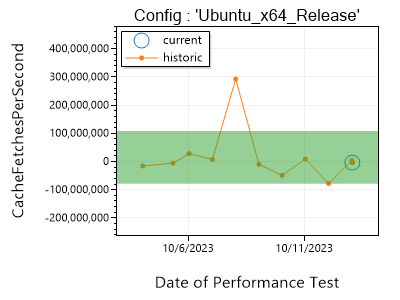 Config : 'Ubuntu_x64_Release'
current
historic
CacheFetchesPerSecond
400,000,000
300,000,000
200,000,000
100,000,000
0
-100,000,000
-200,000,000
10/6/2023
10/11/2023
Date of Performance Test